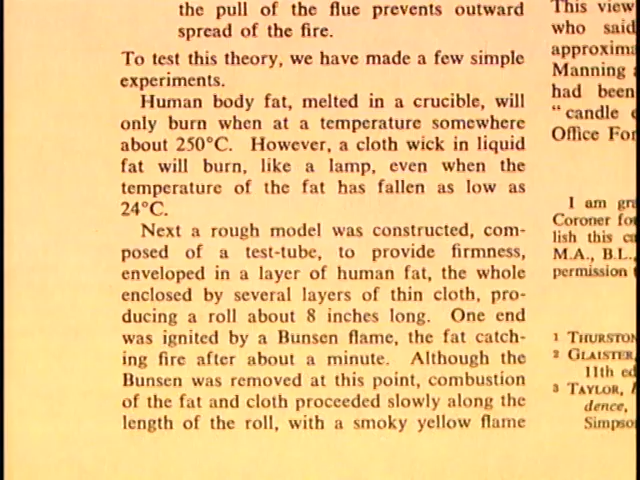 the pull of the flue prevents outward
spread of the fire.
To test this theory, we have made a few simple
experiments.
Human body fat, melted in a crucible, will
only burn when at a temperature somewhere
about 250°C. However, a cloth wick in liquid
fat will burn, like a lamp, even when the
temperature of the fat has fallen as low as
24°C.
Next a rough model was constructed, com-
posed of a test-tube, to provide firmness,
enveloped in a layer of human fat, the whole
enclosed by several layers of thin cloth, pro-
ducing a roll about 8 inches long. One end
was ignited by a Bunsen flame, the fat catch-
ing fire after about a minute. Although the
Bunsen was removed at this point, combustion
of the fat and cloth proceeded slowly along the
length of the roll, with a smoky yellow flame
This view
who said
approxima
Manning
had been
"candle
Office For
I am gra
Coroner for
lish this
M.A., B.L.,
permission
1 THURSTON
2 GLAISTER,
11th ed
3 TAYLOR,
dence,
Simpso